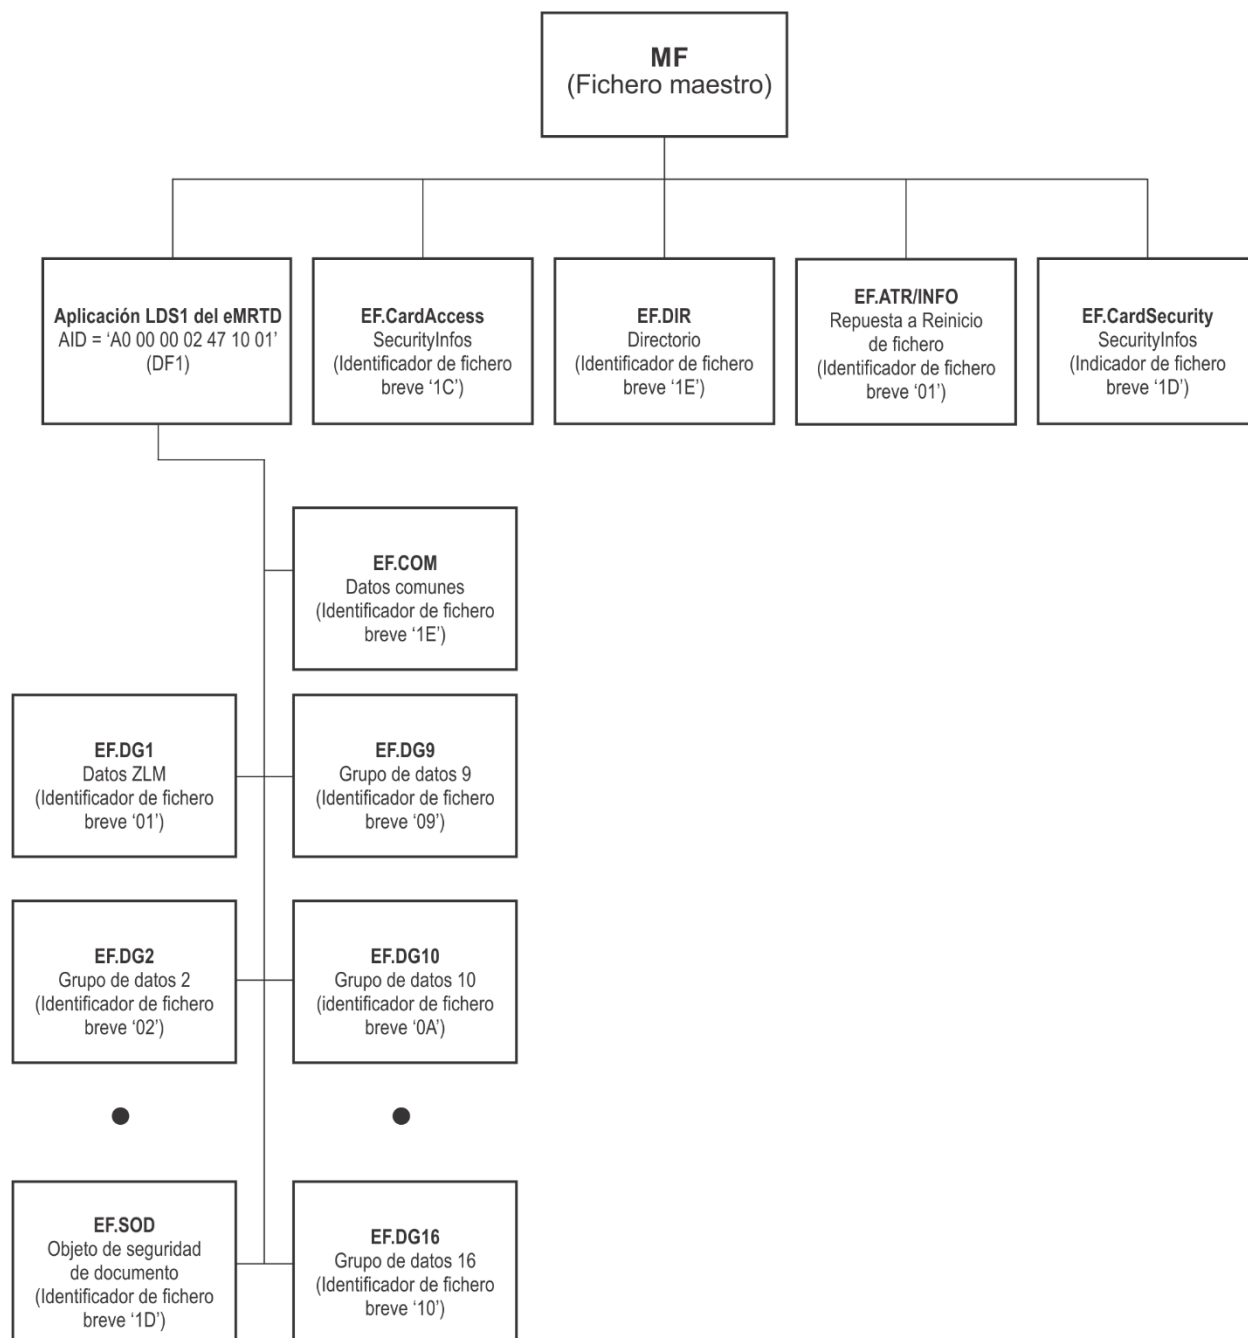 MF
(Fichero maestro)
Aplicación LDS1 del eMRTD
AID = ‘A0 00 00 02 47 10 01’
(DF1)
EF.CardAccess
SecurityInfos
(Identificador de fichero
breve ‘1C’)
EF.DIR
Directorio
(Identificador de fichero
breve ‘1E’)
EF.ATR/INFO
Repuesta a Reinicio
de fichero
(Identificador de fichero
breve ‘01’)
EF.CardSecurity
SecurityInfos
(Indicador de fichero
breve ‘1D’)
EF.COM
Datos comunes
(Identificador de fichero
breve ‘1E’)
EF.DG1
Datos ZLM
(Identificador de fichero
breve ‘01’)
EF.DG9
Grupo de datos 9
(Identificador de fichero
breve ‘09’)
EF.DG2
Grupo de datos 2
(Identificador de fichero
breve ‘02’)
EF.DG10
Grupo de datos 10
(identificador de fichero
breve ‘0A’)
EF.SOD
Objeto de seguridad
de documento
(Identificador de fichero
breve ‘1D’)
EF.DG16
Grupo de datos 16
(Identificador de fichero
breve ‘10’)